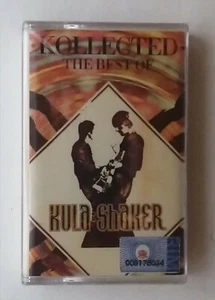 KOLLECTED
THE BEST OF
KULA SHAKER